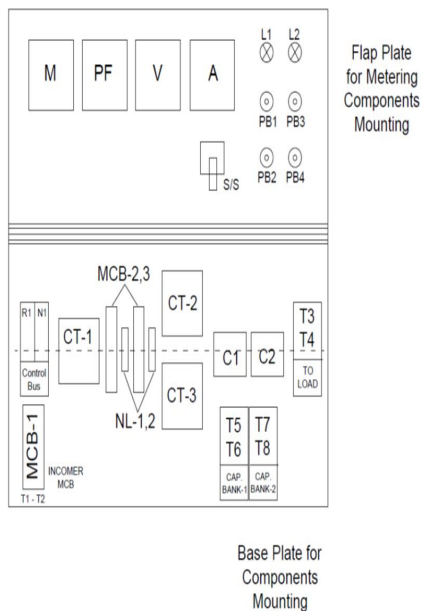 L1 L2
M PF V A
PB1 PB3
PB2 PB4
S/S
Flap Plate
for Metering
Components
Mounting
MCB-2,3
R1 N1
CT-1
CT-2
T3
T4
C1 C2
Control
Bus
TO
LOAD
CT-3
NL-1,2
MCB-1
T5 T7
T6 T8
INCOMER
MCB
CAP. CAP.
BANK-1 BANK-2
T1 - T2
Base Plate for
Components
Mounting